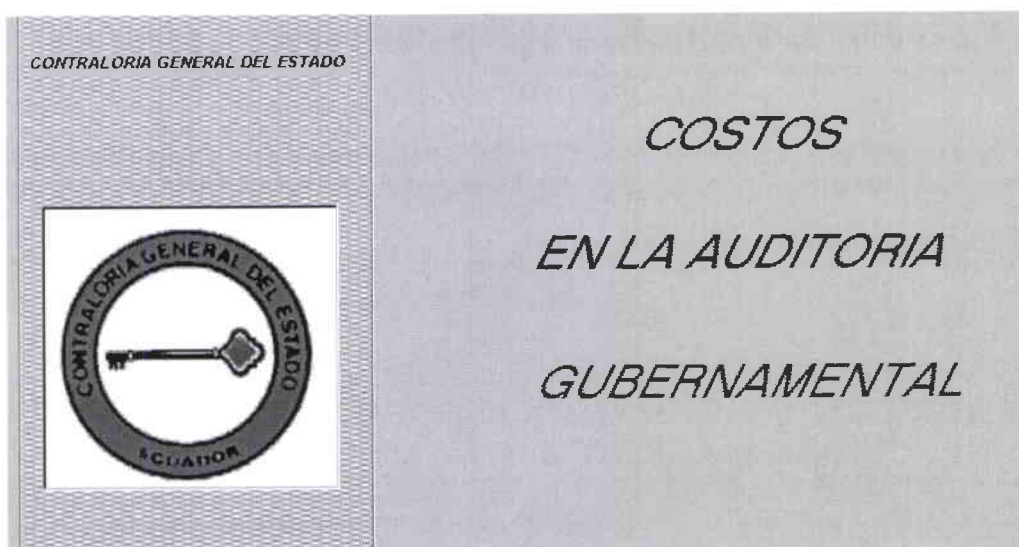 CONTRALORIA GENERAL DEL ESTADO
CONTRALORIA GENERAL DEL ESTADO
ECUADOR
COSTOS
EN LA AUDITORIA
GUBERNAMENTAL